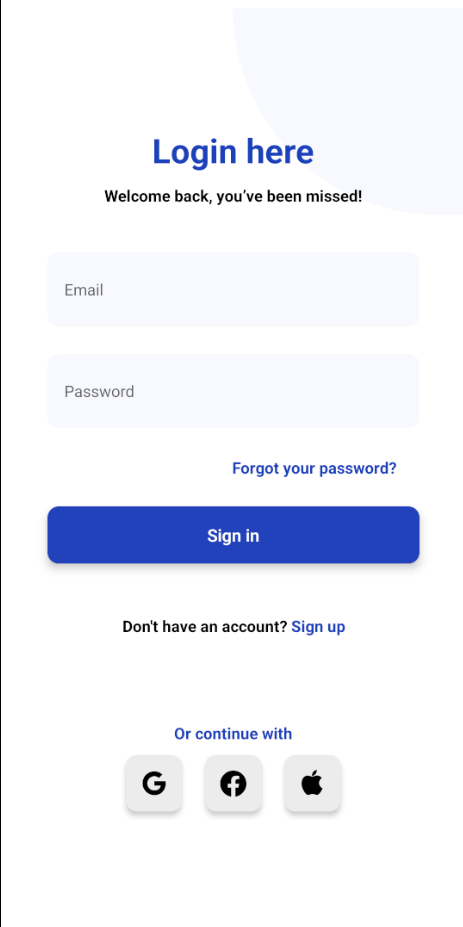 Login here
Welcome back, you’ve been missed!
Email
Password
Forgot your password?
Sign in
Don't have an account? Sign up
Or continue with